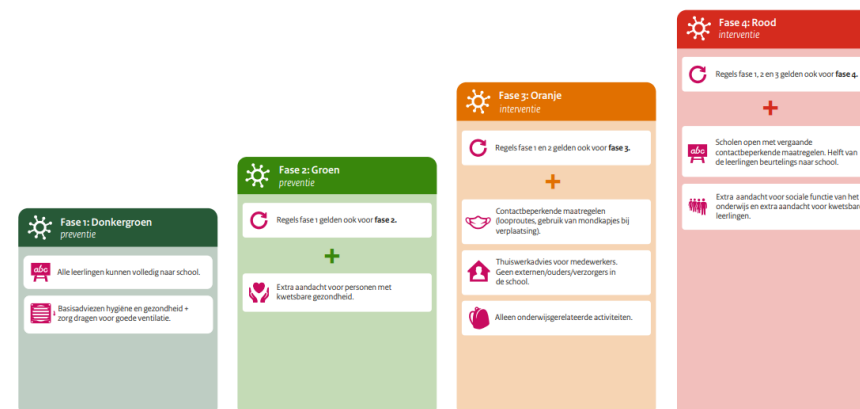 Fase 1: Donkergroen
preventie
abc
Alle leerlingen kunnen volledig naar school.
Basisadviezen hygiëne en gezondheid +
zorg dragen voor goede ventilatie.
Fase 2: Groen
preventie
Regels fase 1 gelden ook voor fase 2.
+
Extra aandacht voor personen met
kwetsbare gezondheid.
Fase 3: Oranje
interventie
Regels fase 1 en 2 gelden ook voor fase 3.
+
Contactbeperkende maatregelen
(looproutes, gebruik van mondkapjes bij
verplaatsing).
Thuiswerkadvies voor medewerkers.
Geen externen/ouders/verzorgers in
de school.
Alleen onderwijsgerelateerde activiteiten.
Fase 4: Rood
interventie
Regels fase 1, 2 en 3 gelden ook voor fase 4.
+
abc
Scholen open met vergaande
contactbeperkende maatregelen. Helft van
de leerlingen beurtelings naar school.
Extra aandacht voor sociale functie van het
onderwijs en extra aandacht voor kwetsbare
leerlingen.